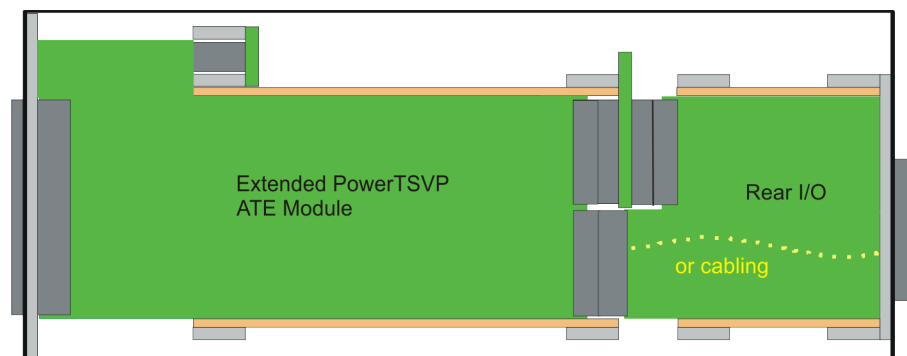 Extended PowerTSVP
ATE Module
Rear I/O
or cabling